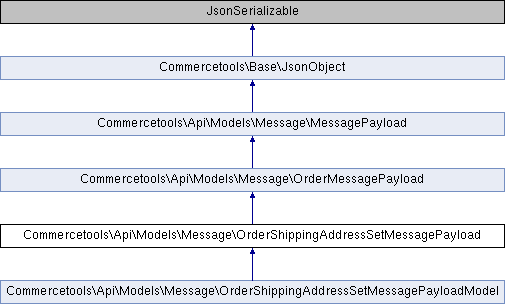 JsonSerializable
Commercetools\Base\JsonObject
Commercetools\Api\Models\Message\MessagePayload
Commercetools\Api\Models\Message\OrderMessagePayload
Commercetools\Api\Models\Message\OrderShippingAddressSetMessagePayload
Commercetools\Api\Models\Message\OrderShippingAddressSetMessagePayloadModel